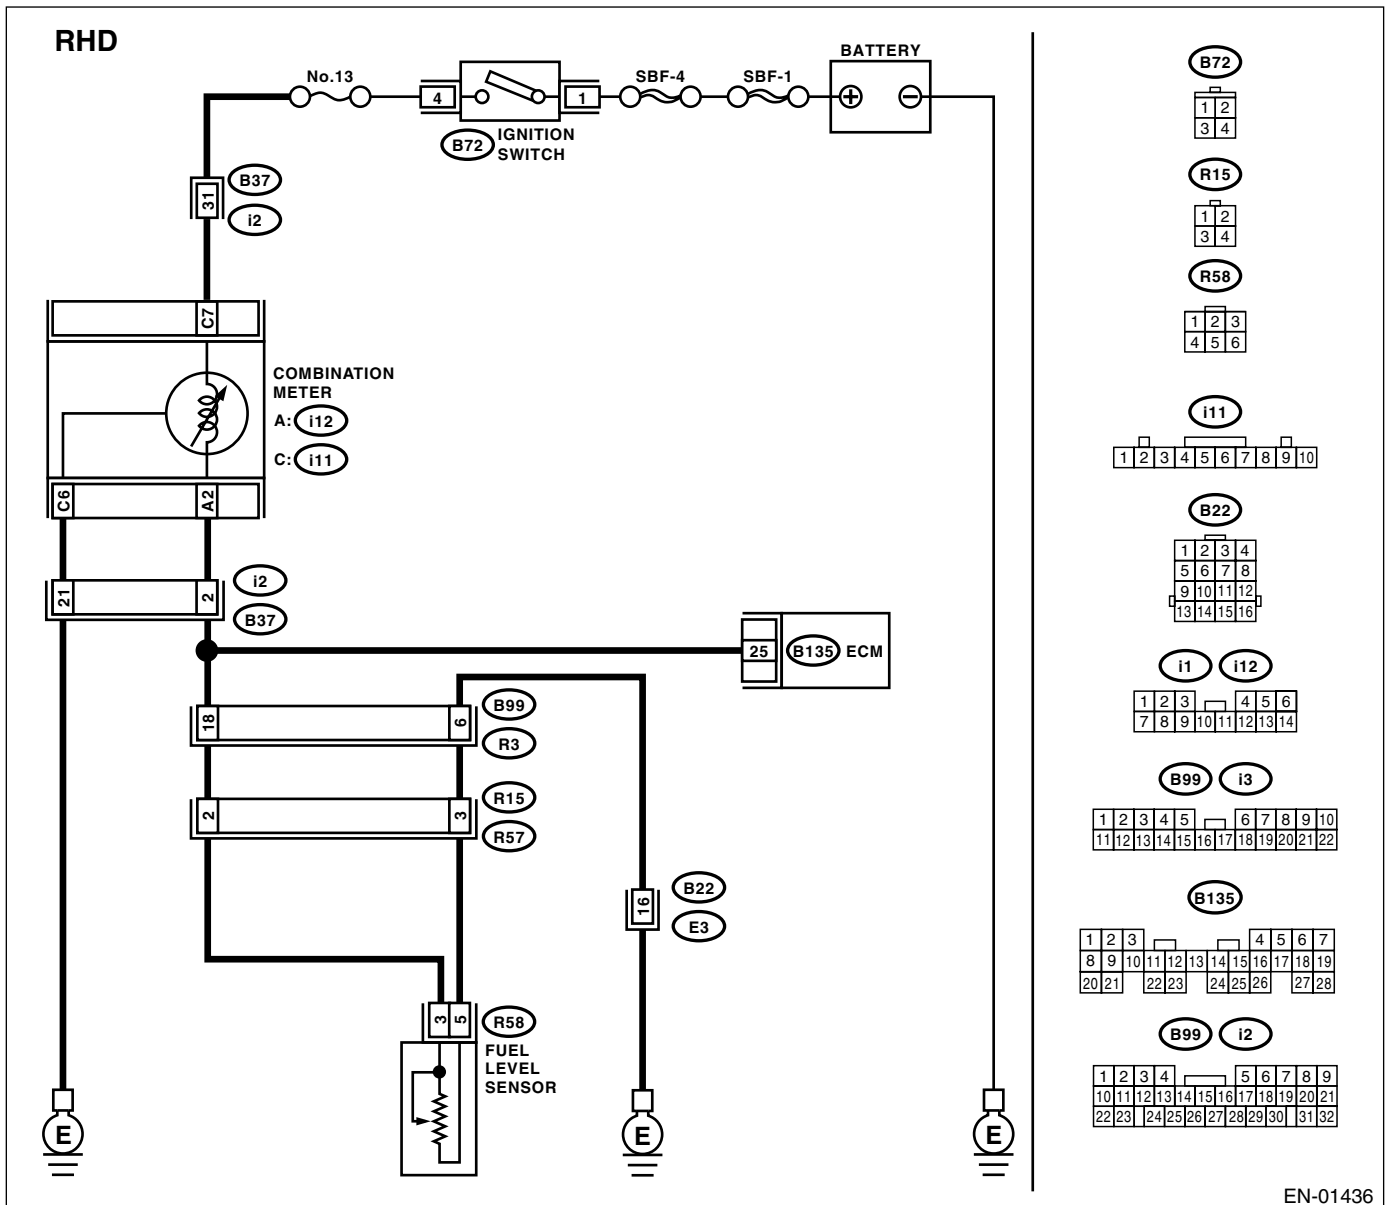 RHD
BATTERY
No.13
SBF-4
SBF-1
4
1
B72
IGNITION
SWITCH
31
B37
i2
C7
COMBINATION
METER
A: i12
C: i11
C6
A2
21
2
i2
B37
25
B135
ECM
18
6
B99
R3
2
3
R15
R57
16
B22
E3
3
5
R58
FUEL
LEVEL
SENSOR
E
E
E
B72
1 2
3 4
R15
1 2
3 4
R58
1 2 3
4 5 6
i11
1 2 3 4 5 6 7 8 9 10
B22
1 2 3 4
5 6 7 8
9 10 11 12
13 14 15 16
i1 i12
1 2 3 4 5 6
7 8 9 10 11 12 13 14
B99 i3
1 2 3 4 5 6 7 8 9 10
11 12 13 14 15 16 17 18 19 20 21 22
B135
1 2 3 4 5 6 7
8 9 10 11 12 13 14 15 16 17 18 19
20 21 22 23 24 25 26 27 28
B99 i2
1 2 3 4 5 6 7 8 9
10 11 12 13 14 15 16 17 18 19 20 21
22 23 24 25 26 27 28 29 30 31 32
EN-01436